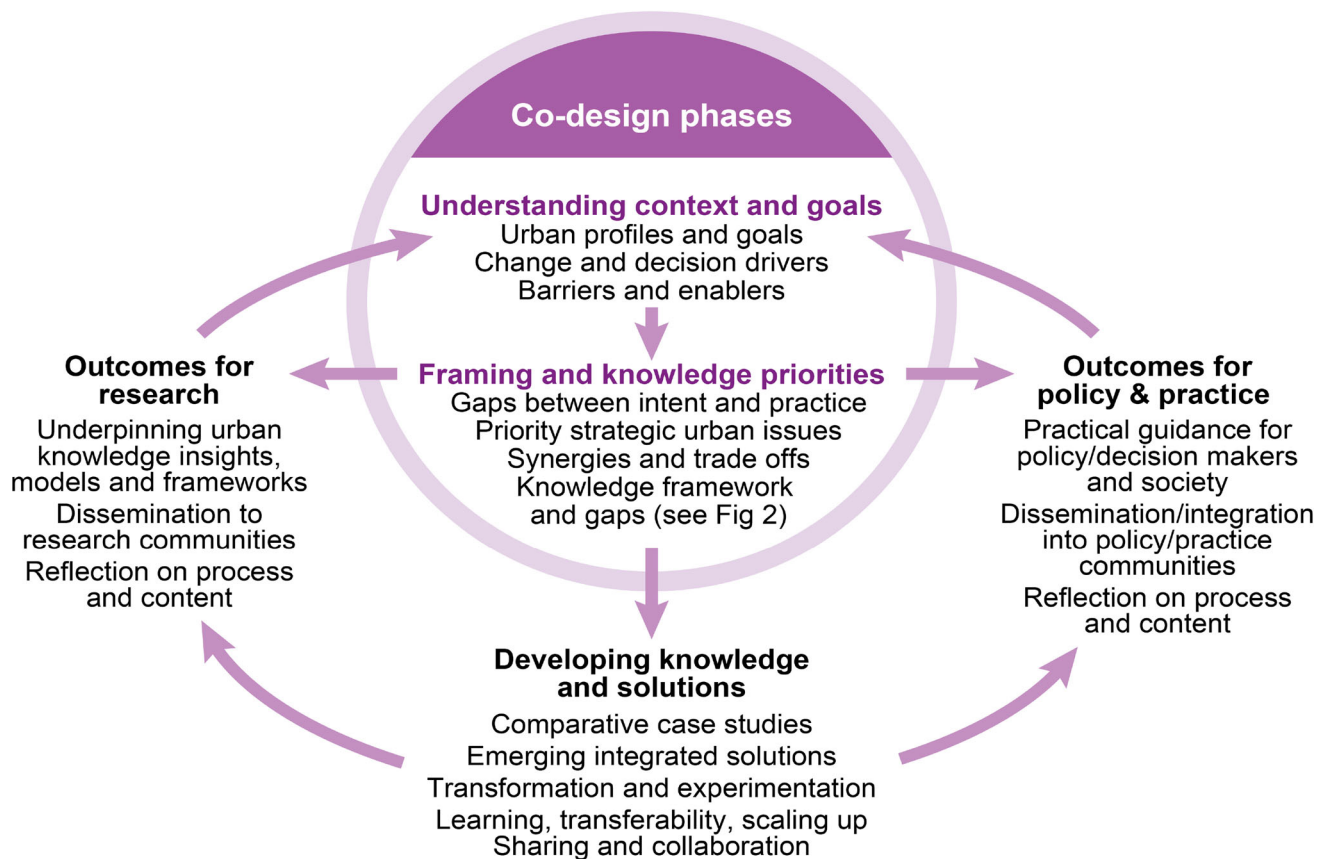 Co-design phases
Understanding context and goals
Urban profiles and goals
Change and decision drivers
Barriers and enablers
Framing and knowledge priorities
Gaps between intent and practice
Priority strategic urban issues
Synergies and trade offs
Knowledge framework
and gaps (see Fig 2)
Outcomes for
research
Underpinning urban
knowledge insights,
models and frameworks
Dissemination to
research communities
Reflection on process
and content
Outcomes for
policy & practice
Practical guidance for
policy/decision makers
and society
Dissemination/integration
into policy/practice
communities
Reflection on process
and content
Developing knowledge
and solutions
Comparative case studies
Emerging integrated solutions
Transformation and experimentation
Learning, transferability, scaling up
Sharing and collaboration